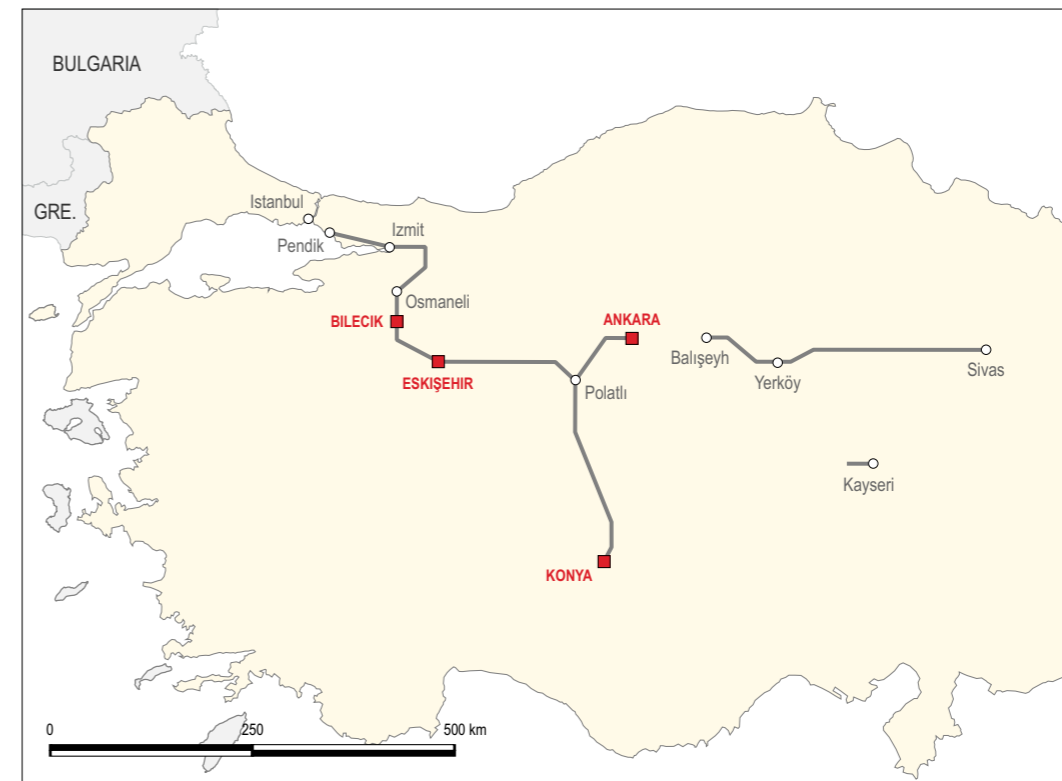 BULGARIA
GRE.
Istanbul
Pendik
Izmit
Osmaneli
BILECIK
ESKIŞEHIR
ANKARA
Polatlı
Balışeyh
Yerköy
Sivas
Kayseri
KONYA
0 250 500 km